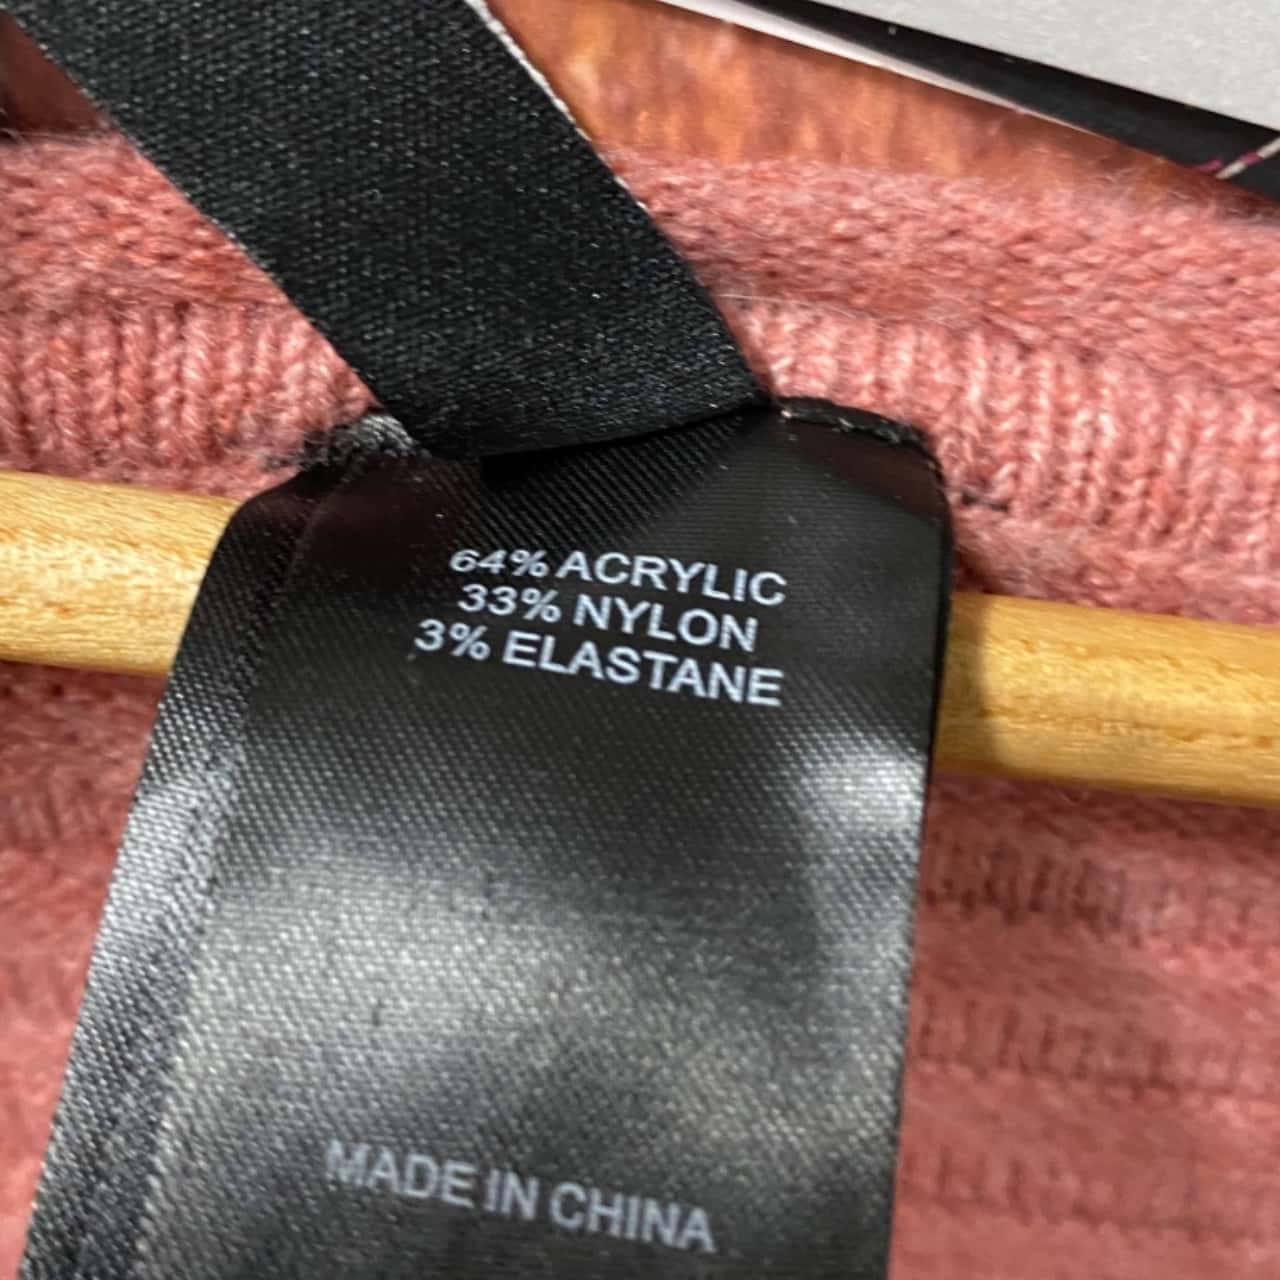 64% ACRYLIC
33% NYLON
3% ELASTANE
MADE IN CHINA